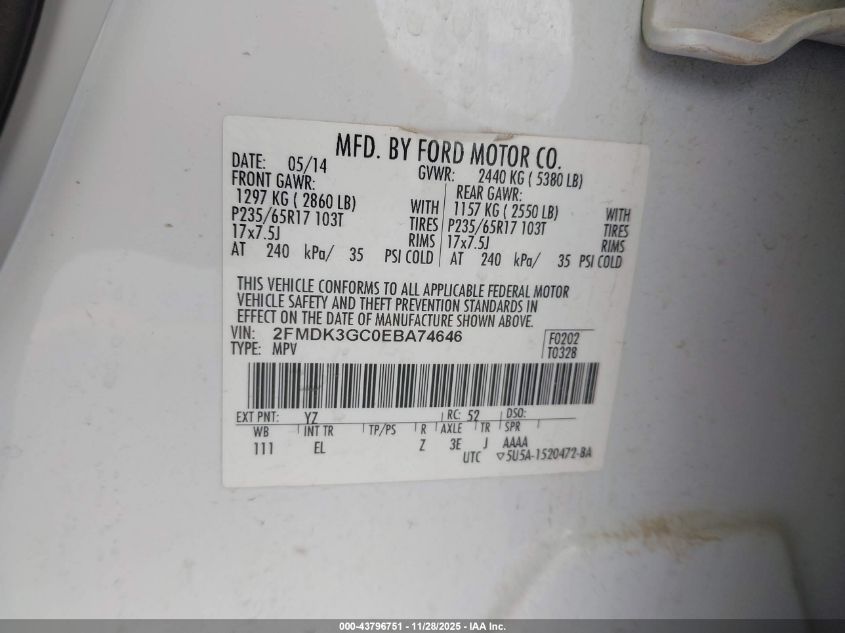 MFD. BY FORD MOTOR CO.
DATE: 05/14 GVWR: 2440 KG ( 5380 LB)
FRONT GAWR: REAR GAWR:
1297 KG ( 2860 LB) WITH 1157 KG ( 2550 LB) WITH
P235/65R17 103T TIRES P235/65R17 103T TIRES
17x7.5J RIMS 17x7.5J RIMS
AT 240 kPa/ 35 PSI COLD AT 240 kPa/ 35 PSI COLD
THIS VEHICLE CONFORMS TO ALL APPLICABLE FEDERAL MOTOR
VEHICLE SAFETY AND THEFT PREVENTION STANDARDS IN
EFFECT ON THE DATE OF MANUFACTURE SHOWN ABOVE.
VIN: 2FMDK3GC0EBA74646 F0202
TYPE: MPV T0328
EXT PNT: YZ RC: 52 DSO:
WB INT TR TP/PS R AXLE TR SPR
111 EL Z 3E J AAAA
UTC ▽5U5A-1520472-BA
000-43796751 - 11/28/2025 - IAA Inc.